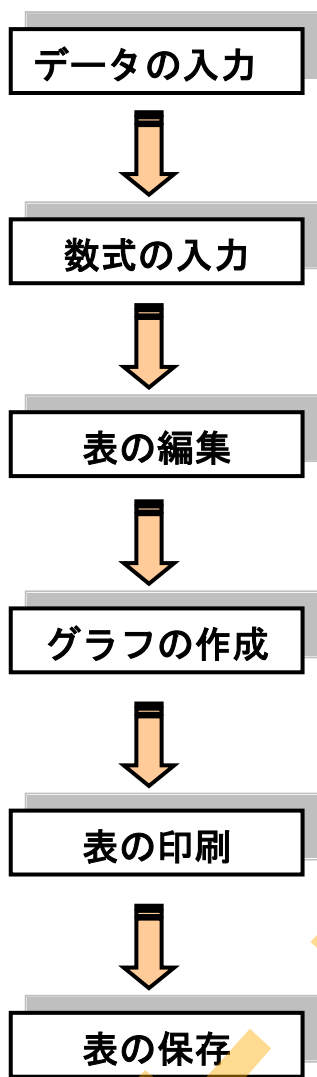 データの入力
数式の入力
表の編集
グラフの作成
表の印刷
表の保存